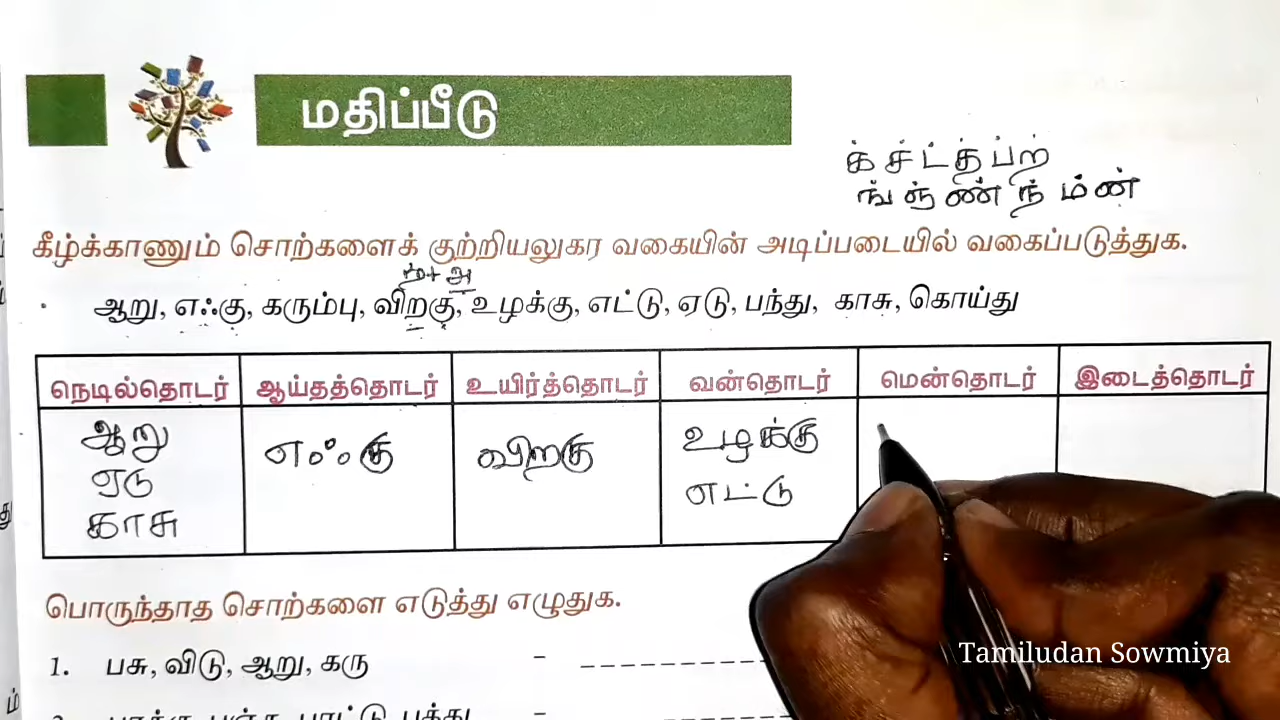 மதிப்பீடு
க் ச் ட் த் ப் ற்
ங் ஞ் ண் ந் ம் ண்
கீழ்க்காணும் சொற்களைக் குற்றியலுகர வகையின் அடிப்படையில் வகைப்படுத்துக.
ற + அ
ஆறு, எஃகு, கரும்பு, விறகு, உழக்கு, எட்டு, ஏடு, பந்து, காசு, கொய்து
நெடில்தொடர் ஆய்தத்தொடர் உயிர்த்தொடர் வன்தொடர் மென்தொடர் இடைத்தொடர்
ஆறு எஃகு விறகு உழக்கு
ஏடு எட்டு
காசு
பொருந்தாத சொற்களை எடுத்து எழுதுக.
1. பசு, விடு, ஆறு, கரு -
Tamiludan Sowmiya